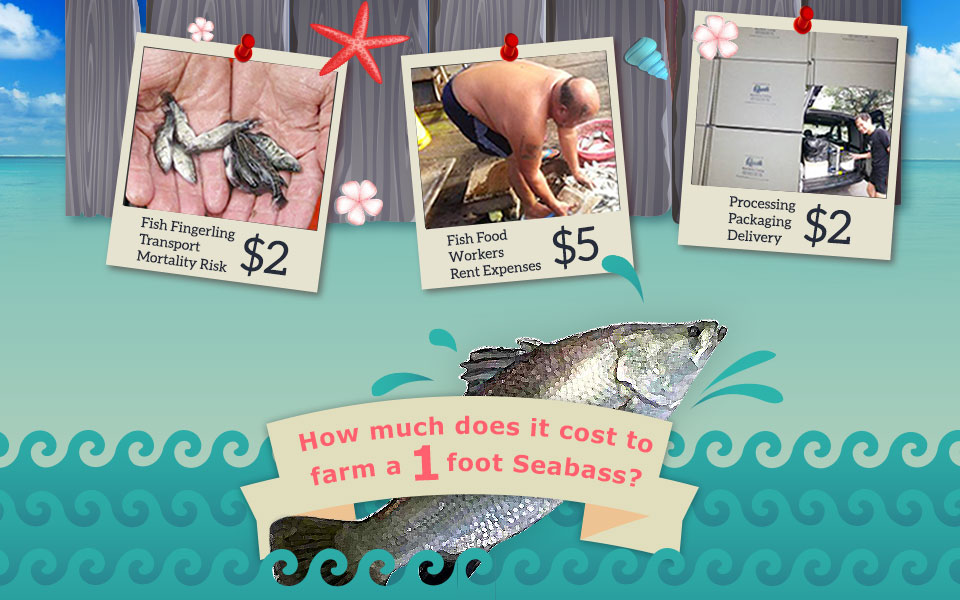 Fish Fingerling
Transport
Mortality Risk
$2
Fish Food
Workers
Rent Expenses
$5
Processing
Packaging
Delivery
$2
How much does it cost to
farm a 1 foot Seabass?